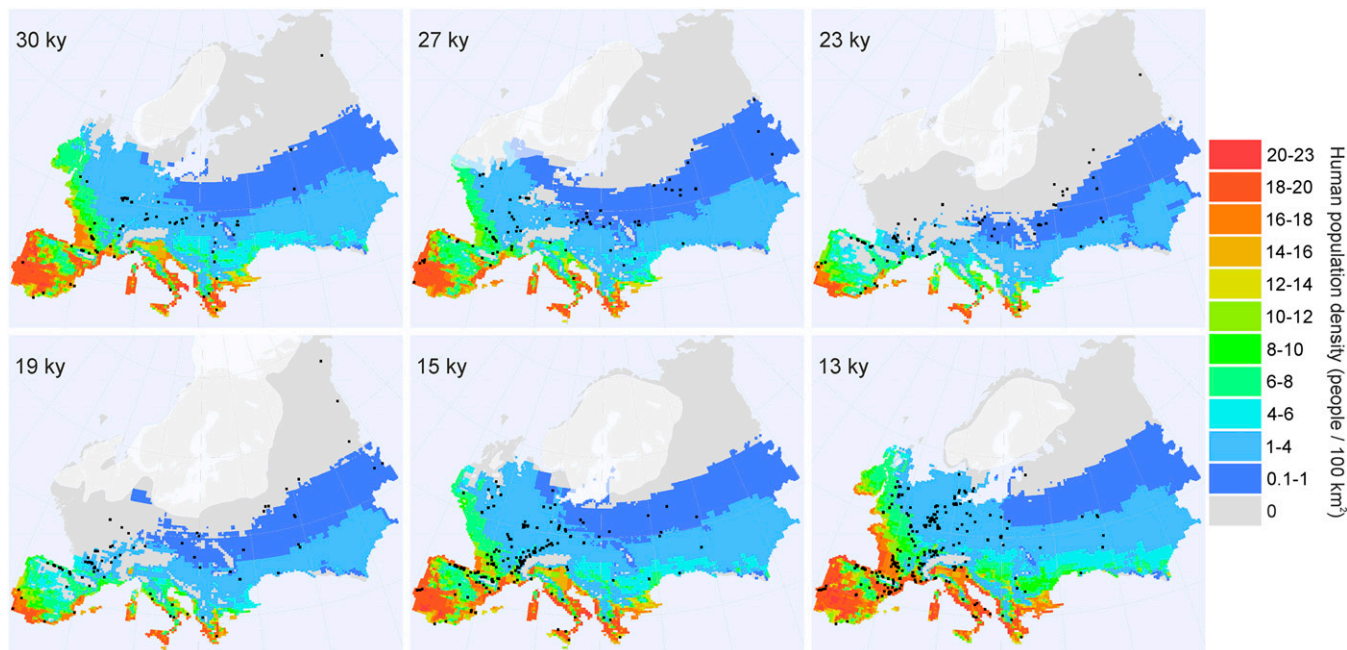 30 ky
27 ky
23 ky
19 ky
15 ky
13 ky
20-23
18-20
16-18
14-16
12-14
10-12
8-10
6-8
4-6
1-4
0.1-1
0
Human population density (people / 100 km²)